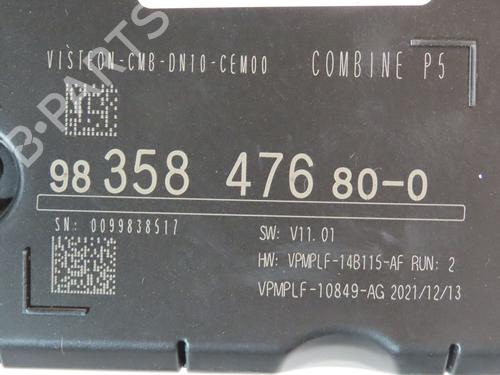 VISTEON-CMB-DN10-CEM00 COMBINE P5
98 358 476 80-0
SN: 0099838517
SW: V11.01
HW: VPMPLF-14B115-AF RUN: 2
VPMPLF-10849-AG 2021/12/13
B-PARTS